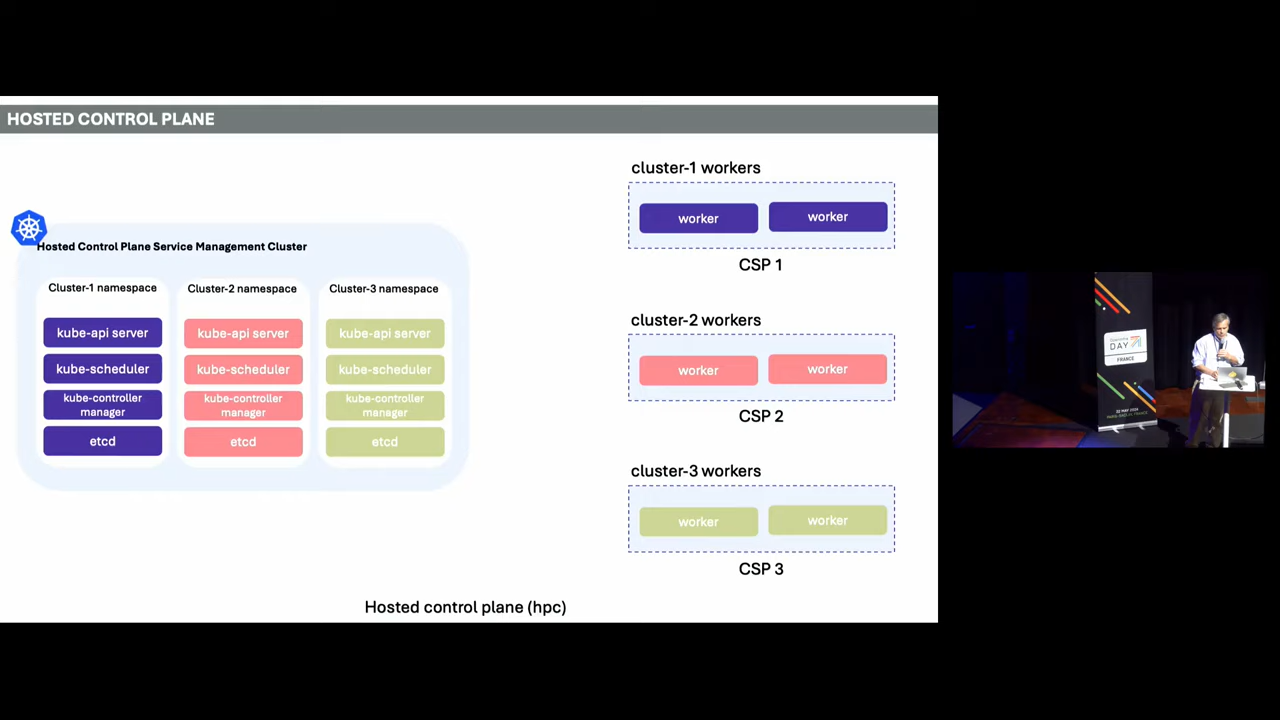 HOSTED CONTROL PLANE
Hosted Control Plane Service Management Cluster
Cluster-1 namespace
kube-api server
kube-scheduler
kube-controller
manager
etcd
Cluster-2 namespace
kube-api server
kube-scheduler
kube-controller
manager
etcd
Cluster-3 namespace
kube-api server
kube-scheduler
kube-controller
manager
etcd
cluster-1 workers
worker worker
CSP 1
cluster-2 workers
worker worker
CSP 2
cluster-3 workers
worker worker
CSP 3
Hosted control plane (hpc)
DAY
FRANCE